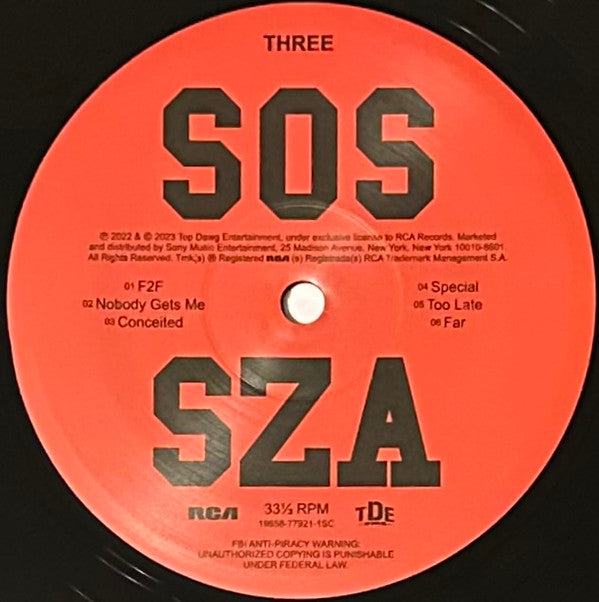 THREE
SOS
℗ 2022 & © 2023 Top Dawg Entertainment, under exclusive license to RCA Records. Marketed
and distributed by Sony Music Entertainment, 25 Madison Avenue, New York, New York 10010-8601.
All Rights Reserved. Tmk(s) ® Registered RCA (s) Registrada(s) RCA Trademark Management S.A.
01 F2F
02 Nobody Gets Me
03 Conceited
04 Special
05 Too Late
06 Far
SZA
RCA
33⅓ RPM
19658-77921-1SC
TDE
FBI ANTI-PIRACY WARNING:
UNAUTHORIZED COPYING IS PUNISHABLE
UNDER FEDERAL LAW.